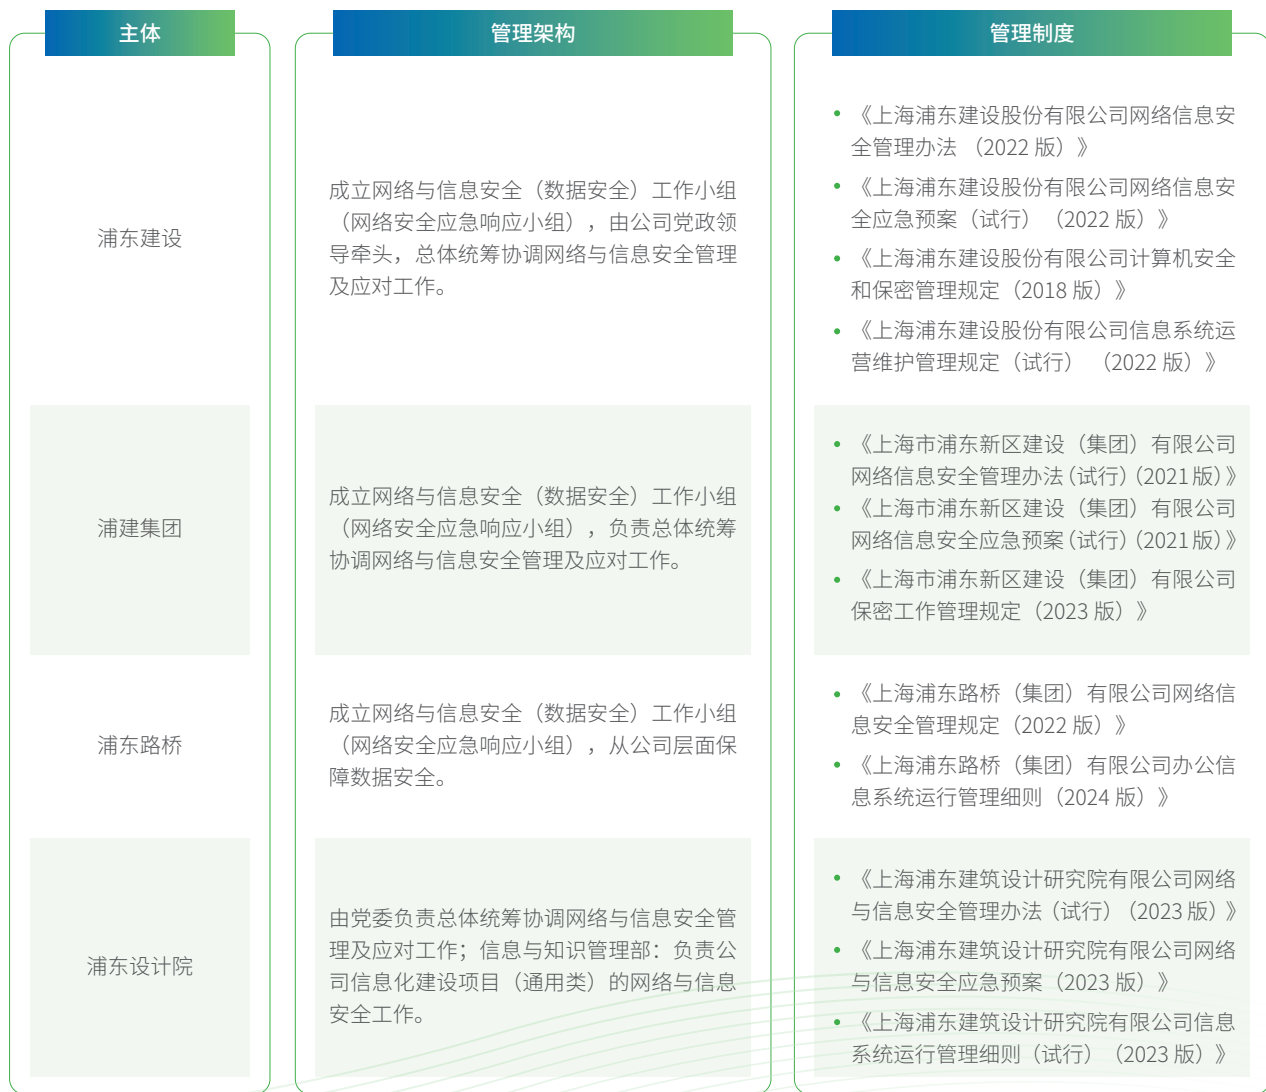 主体
管理架构
管理制度
浦东建设
成立网络与信息安全（数据安全）工作小组
（网络安全应急响应小组），由公司党政领
导牵头，总体统筹协调网络与信息安全管理
及应对工作。
• 《上海浦东建设股份有限公司网络信息安
全管理办法 （2022 版）》
• 《上海浦东建设股份有限公司网络信息安
全应急预案（试行）（2022 版）》
• 《上海浦东建设股份有限公司计算机安全
和保密管理规定（2018 版）》
• 《上海浦东建设股份有限公司信息系统运
营维护管理规定（试行） （2022 版）》
浦建集团
成立网络与信息安全（数据安全）工作小组
（网络安全应急响应小组），负责总体统筹
协调网络与信息安全管理及应对工作。
• 《上海市浦东新区建设（集团）有限公司
网络信息安全管理办法（试行）（2021 版）》
• 《上海市浦东新区建设（集团）有限公司
网络信息安全应急预案（试行）（2021 版）》
• 《上海市浦东新区建设（集团）有限公司
保密工作管理规定（2023 版）》
浦东路桥
成立网络与信息安全（数据安全）工作小组
（网络安全应急响应小组），从公司层面保
障数据安全。
• 《上海浦东路桥（集团）有限公司网络信
息安全管理规定（2022 版）》
• 《上海浦东路桥（集团）有限公司办公信
息系统运行管理细则（2024 版）》
浦东设计院
由党委负责总体统筹协调网络与信息安全管
理及应对工作；信息与知识管理部：负责公
司信息化建设项目（通用类）的网络与信息
安全工作。
• 《上海浦东建筑设计研究院有限公司网络
与信息安全管理办法（试行）（2023 版）》
• 《上海浦东建筑设计研究院有限公司网络
与信息安全应急预案（2023 版）》
• 《上海浦东建筑设计研究院有限公司信息
系统运行管理细则（试行）（2023 版）》